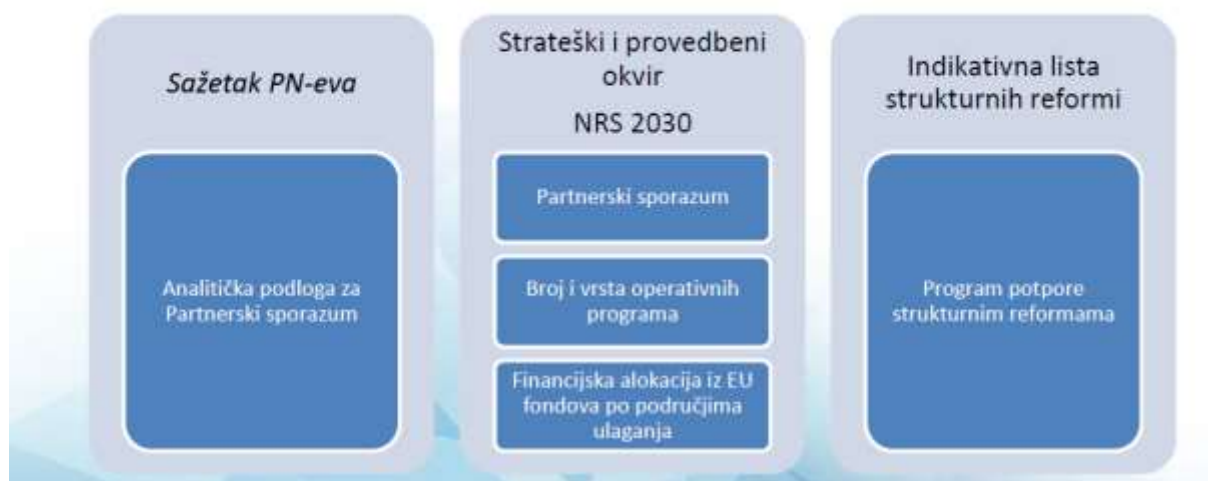 Sažetak PN-eva
Analitička podloga za
Partnerski sporazum
Strateški i provedbeni
okvir
NRS 2030
Partnerski sporazum
Broj i vrsta operativnih
programa
Financijska alokacija iz EU
fondova po područjima
ulaganja
Indikativna lista
strukturnih reformi
Program potpore
strukturnim reformama